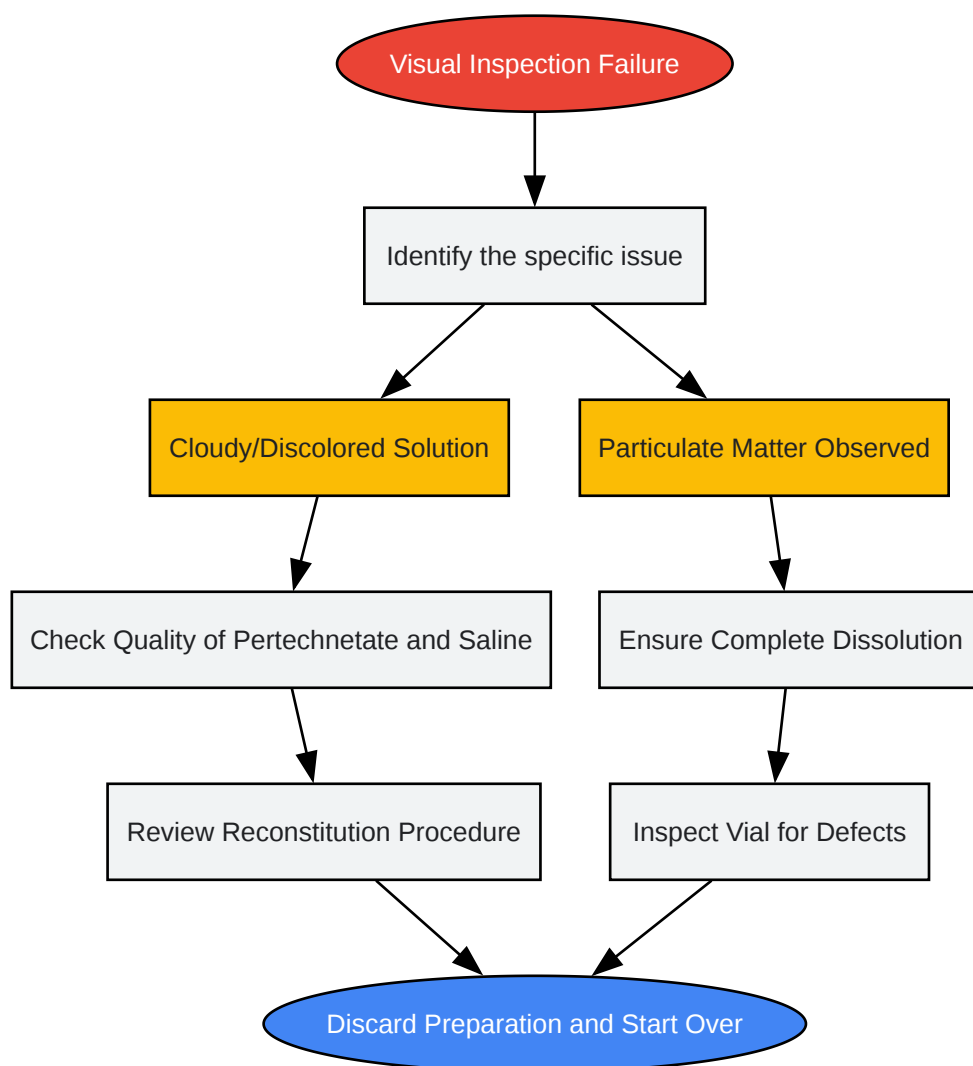 Visual Inspection Failure
Identify the specific issue
Cloudy/Discolored Solution
Particulate Matter Observed
Check Quality of Pertechnetate and Saline
Ensure Complete Dissolution
Review Reconstitution Procedure
Inspect Vial for Defects
Discard Preparation and Start Over